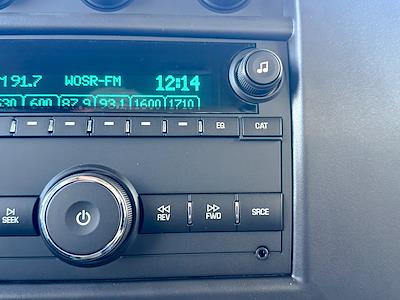 M 91.7 WOSR-FM 12:14
530 600 87.9 93.1 1600 1710
EQ CAT
SEEK REV FWD SRCE